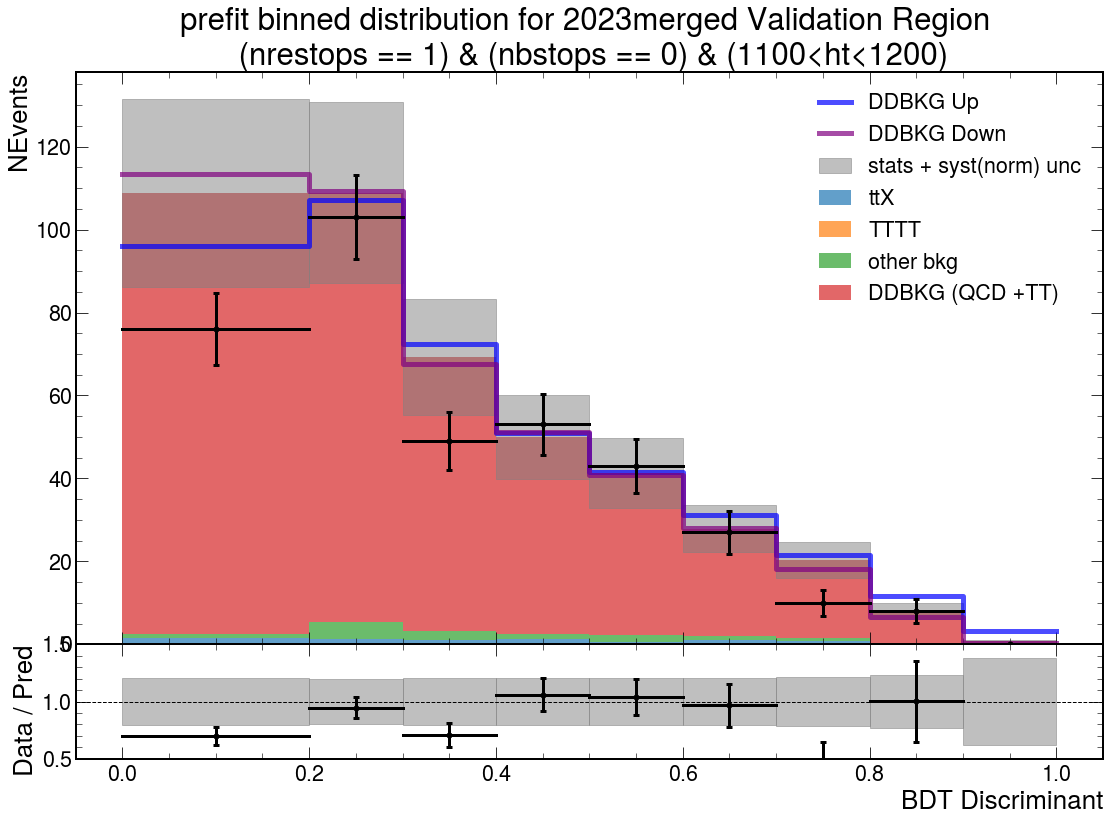 prefit binned distribution for 2023merged Validation Region
(nrestops == 1) & (nbstops == 0) & (1100<ht<1200)
NEvents
120
100
80
60
40
20
0
DDBKG Up
DDBKG Down
stats + syst(norm) unc
ttX
TTTT
other bkg
DDBKG (QCD +TT)
Data / Pred
1.5
1.0
0.5
0.0
0.2
0.4
0.6
0.8
1.0
BDT Discriminant